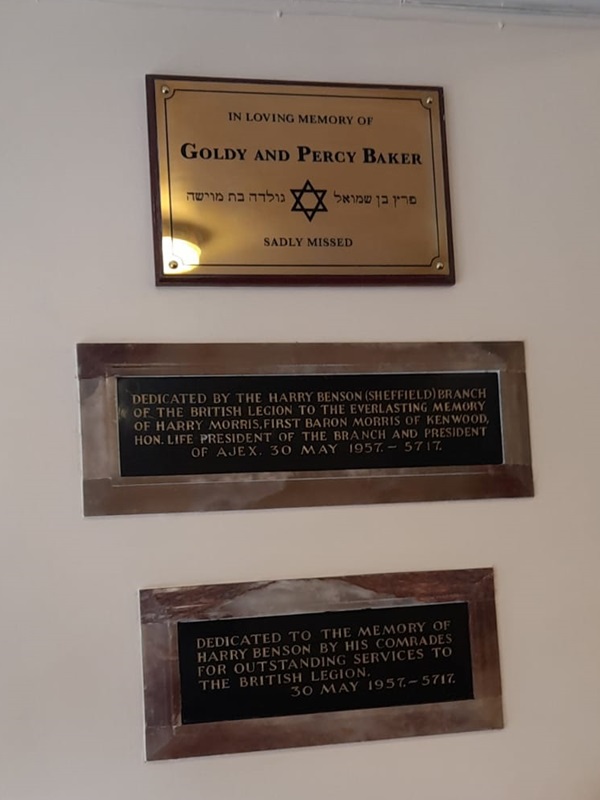 IN LOVING MEMORY OF
GOLDY AND PERCY BAKER
פרץ בן שמואל גולדה בת מוישה
SADLY MISSED
DEDICATED BY THE HARRY BENSON (SHEFFIELD) BRANCH
OF THE BRITISH LEGION TO THE EVERLASTING MEMORY
OF HARRY MORRIS, FIRST BARON MORRIS OF KENWOOD,
HON. LIFE PRESIDENT OF THE BRANCH AND PRESIDENT
OF AJEX. 30 MAY 1957. – 5717.
DEDICATED TO THE MEMORY OF
HARRY BENSON BY HIS COMRADES
FOR OUTSTANDING SERVICES TO
THE BRITISH LEGION.
30 MAY 1957. – 5717.